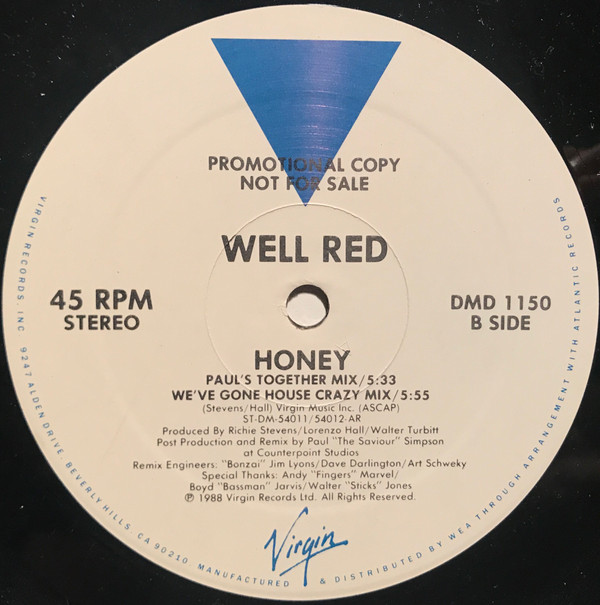 PROMOTIONAL COPY
NOT FOR SALE
WELL RED
45 RPM
STEREO
DMD 1150
B SIDE
HONEY
PAUL'S TOGETHER MIX/5:33
WE'VE GONE HOUSE CRAZY MIX/5:55
(Stevens/Hall) Virgin Music Inc. (ASCAP)
ST-DM-54011/54012-AR
Produced By Richie Stevens/Lorenzo Hall/Walter Turbitt
Post Production and Remix by Paul "The Saviour" Simpson
at Counterpoint Studios
Remix Engineers: "Bonzai" Jim Lyons/Dave Darlington/Art Schweky
Special Thanks: Andy "Fingers" Marvel/
Boyd "Bassman" Jarvis/Walter "Sticks" Jones
℗ 1988 Virgin Records Ltd. All Rights Reserved.
Virgin
VIRGIN RECORDS, INC. 9247 ALDEN DRIVE, BEVERLY HILLS, CA 90210 MANUFACTURED & DISTRIBUTED BY WEA THROUGH ARRANGEMENT WITH ATLANTIC RECORDS